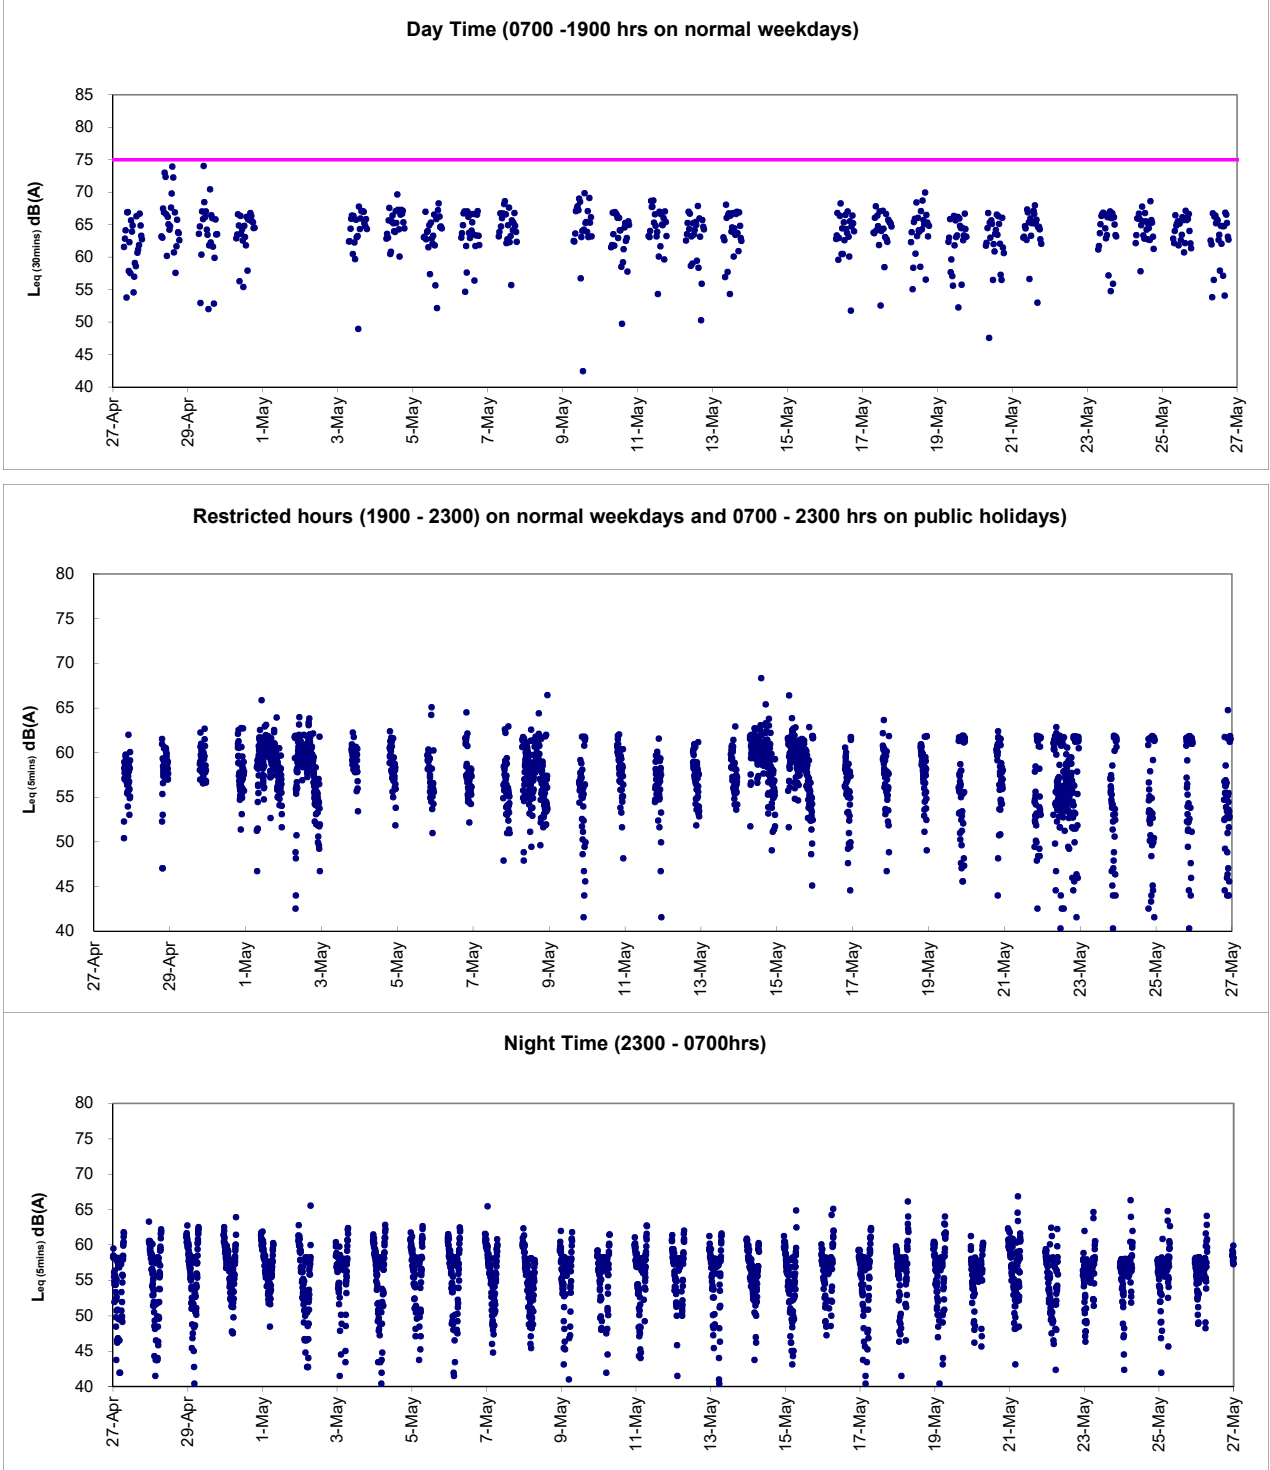 Day Time (0700 -1900 hrs on normal weekdays)
85
80
75
70
65
60
55
50
45
40
Leq (30mins) dB(A)
27-Apr
29-Apr
1-May
3-May
5-May
7-May
9-May
11-May
13-May
15-May
17-May
19-May
21-May
23-May
25-May
27-May
Restricted hours (1900 - 2300) on normal weekdays and 0700 - 2300 hrs on public holidays)
80
75
70
65
60
55
50
45
40
Leq (5mins) dB(A)
27-Apr
29-Apr
1-May
3-May
5-May
7-May
9-May
11-May
13-May
15-May
17-May
19-May
21-May
23-May
25-May
27-May
Night Time (2300 - 0700hrs)
80
75
70
65
60
55
50
45
40
Leq (5mins) dB(A)
27-Apr
29-Apr
1-May
3-May
5-May
7-May
9-May
11-May
13-May
15-May
17-May
19-May
21-May
23-May
25-May
27-May